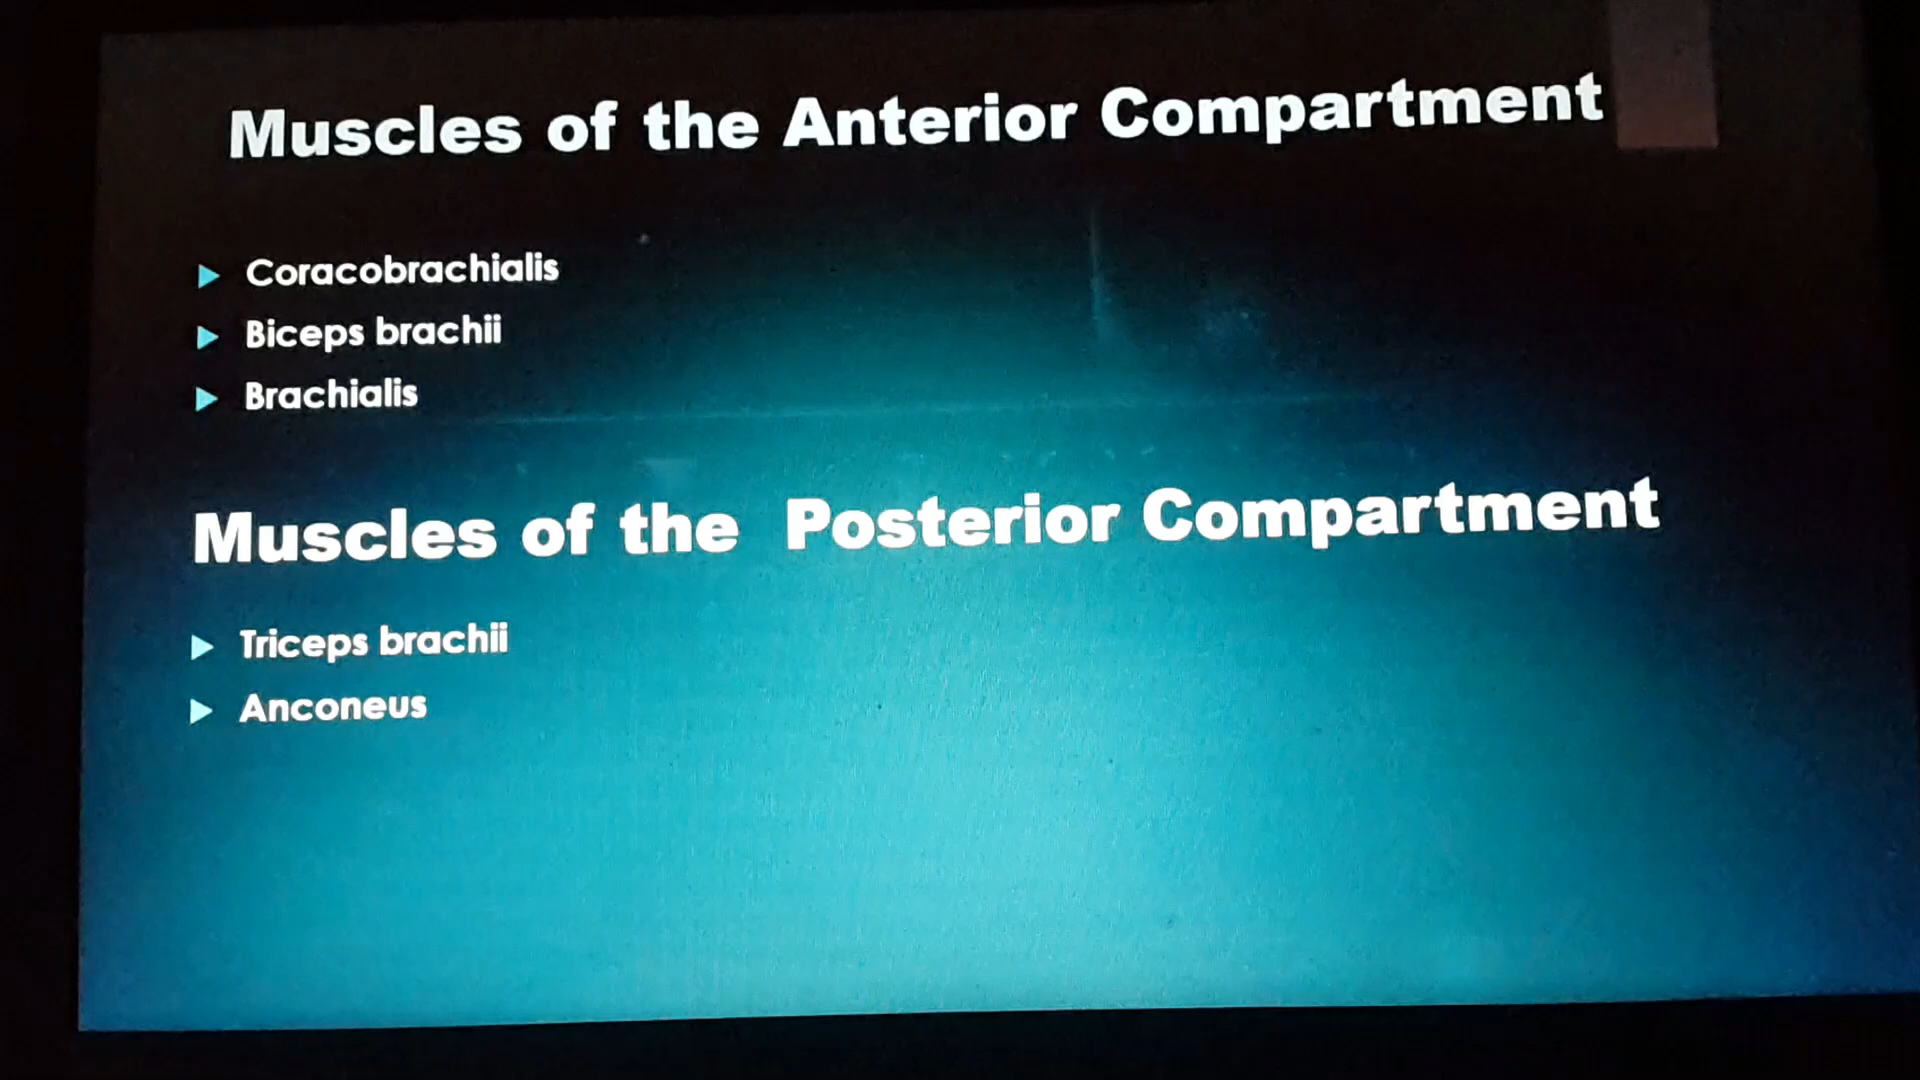 Muscles of the Anterior Compartment
Coracobrachialis
Biceps brachii
Brachialis
Muscles of the Posterior Compartment
Triceps brachii
Anconeus